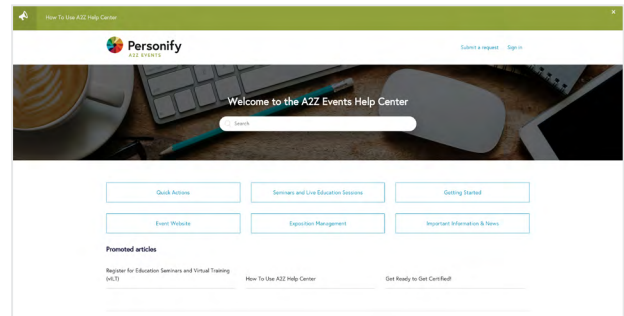 How To Use A2Z Help Center
×
Personify
A2Z EVENTS
Submit a request
Sign in
Welcome to the A2Z Events Help Center
Search
Quick Actions
Seminars and Live Education Sessions
Getting Started
Event Website
Exposition Management
Important Information & News
Promoted articles
Register for Education Seminars and Virtual Training
(vILT)
How To Use A2Z Help Center
Get Ready to Get Certified!